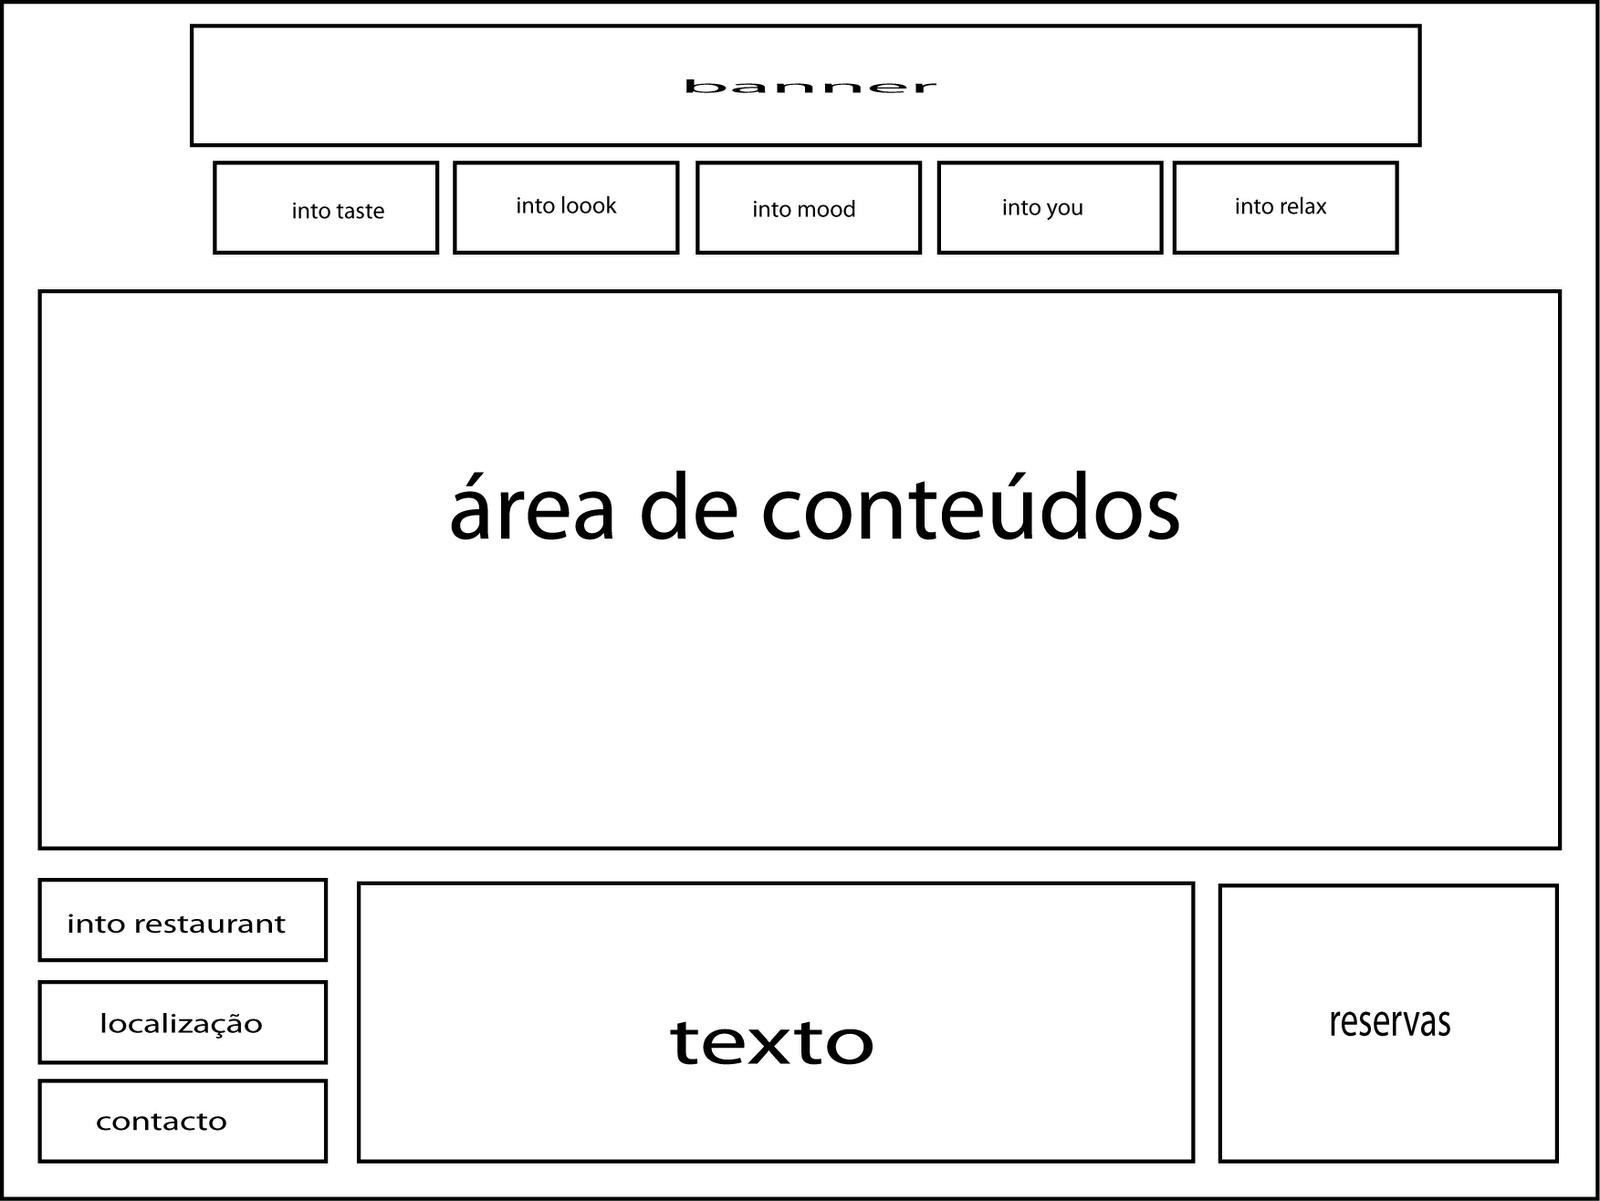 banner
into taste
into loook
into mood
into you
into relax
área de conteúdos
into restaurant
localização
contacto
texto
reservas